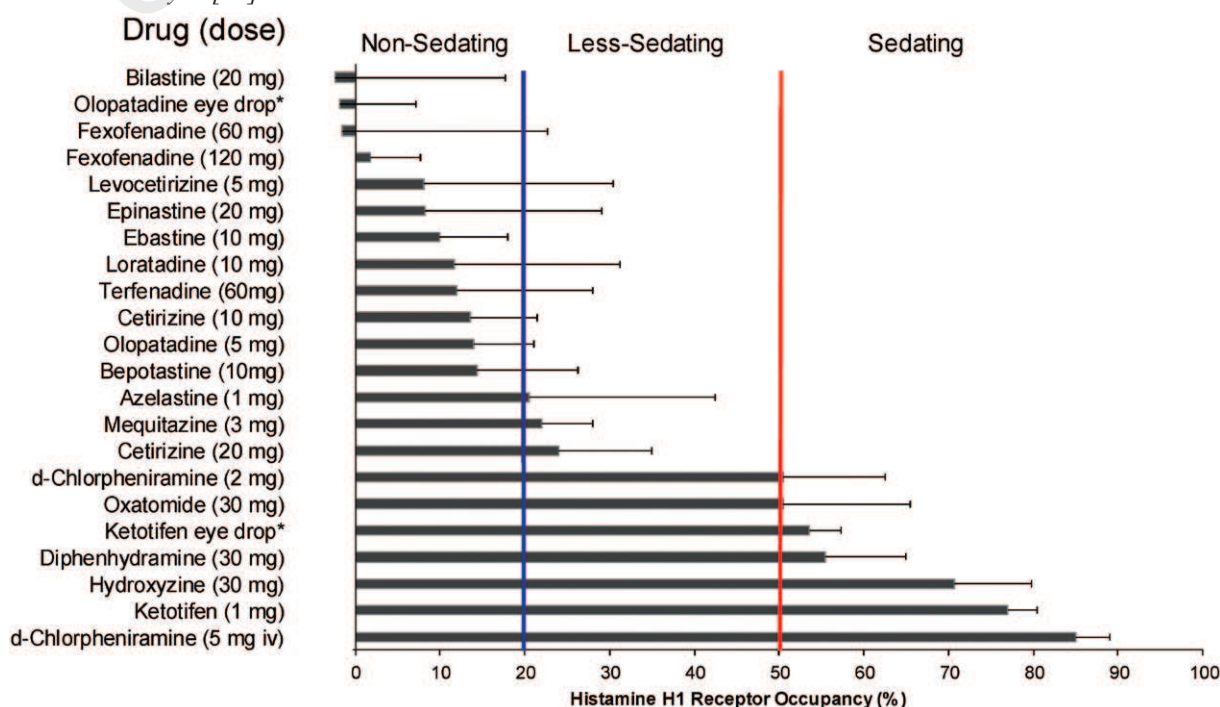 Drug (dose)
Non-Sedating Less-Sedating Sedating
Bilastine (20 mg)
Olopatadine eye drop*
Fexofenadine (60 mg)
Fexofenadine (120 mg)
Levocetirizine (5 mg)
Epinastine (20 mg)
Ebastine (10 mg)
Loratadine (10 mg)
Terfenadine (60mg)
Cetirizine (10 mg)
Olopatadine (5 mg)
Bepotastine (10mg)
Azelastine (1 mg)
Mequitazine (3 mg)
Cetirizine (20 mg)
d-Chlorpheniramine (2 mg)
Oxatomide (30 mg)
Ketotifen eye drop*
Diphenhydramine (30 mg)
Hydroxyzine (30 mg)
Ketotifen (1 mg)
d-Chlorpheniramine (5 mg iv)
0 10 20 30 40 50 60 70 80 90 100
Histamine H1 Receptor Occupancy (%)